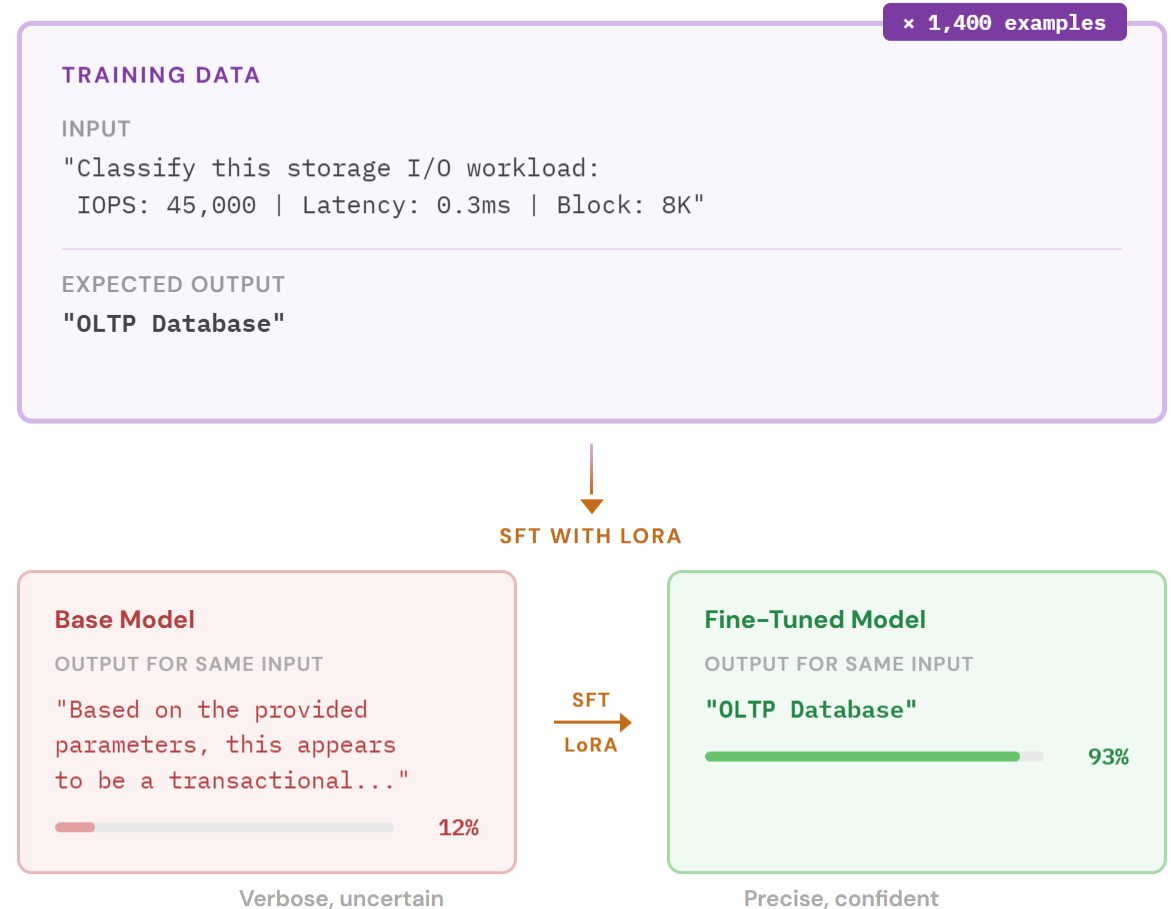 × 1,400 examples
TRAINING DATA
INPUT
"Classify this storage I/O workload:
IOPS: 45,000 | Latency: 0.3ms | Block: 8K"
EXPECTED OUTPUT
"OLTP Database"
SFT WITH LORA
Base Model
OUTPUT FOR SAME INPUT
"Based on the provided
parameters, this appears
to be a transactional..."
12%
Verbose, uncertain
SFT
LoRA
Fine-Tuned Model
OUTPUT FOR SAME INPUT
"OLTP Database"
93%
Precise, confident